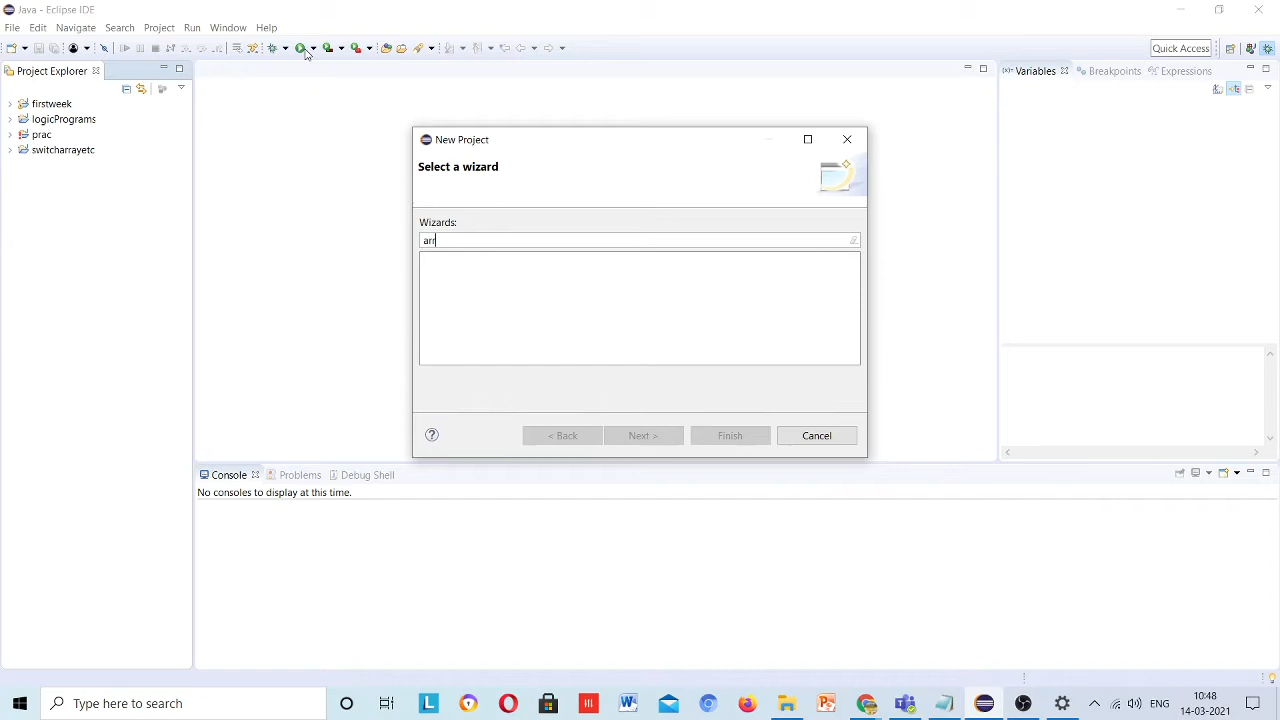 Java - Eclipse IDE
File Edit Navigate Search Project Run Window Help
Quick Access
Project Explorer
Variables Breakpoints Expressions
firstweek
logicPrograms
prac
switcharrayetc
New Project
Select a wizard
Wizards:
arr
< Back Next > Finish Cancel
Console Problems Debug Shell
No consoles to display at this time.
Type here to search
ENG
10:48
14-03-2021